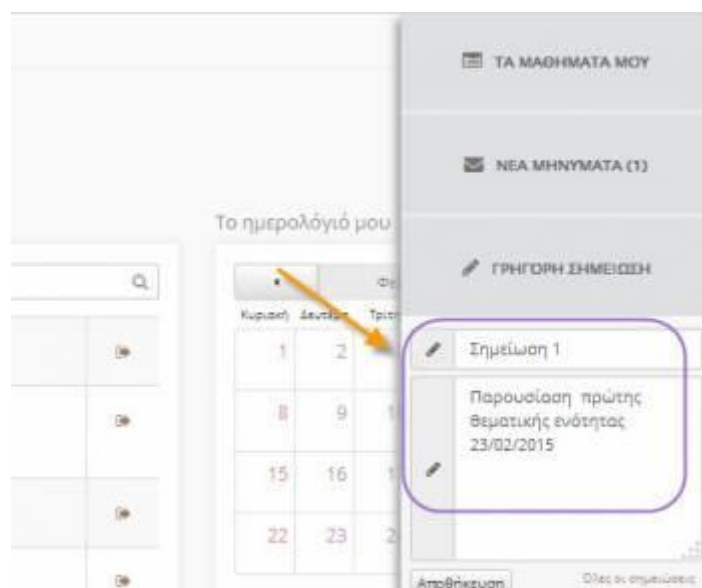 ΤΑ ΜΑΘΗΜΑΤΑ ΜΟΥ
ΝΕΑ ΜΗΝΥΜΑΤΑ (1)
Το ημερολόγιό μου
ΓΡΗΓΟΡΗ ΣΗΜΕΙΩΣΗ
Κυριακή Δευτέρα Τρίτη
Σημείωση 1
1 2
Παρουσίαση πρώτης
θεματικής ενότητας
23/02/2015
8 9
15 16
22 23
Αποθήκευση Όλες οι σημειώσεις